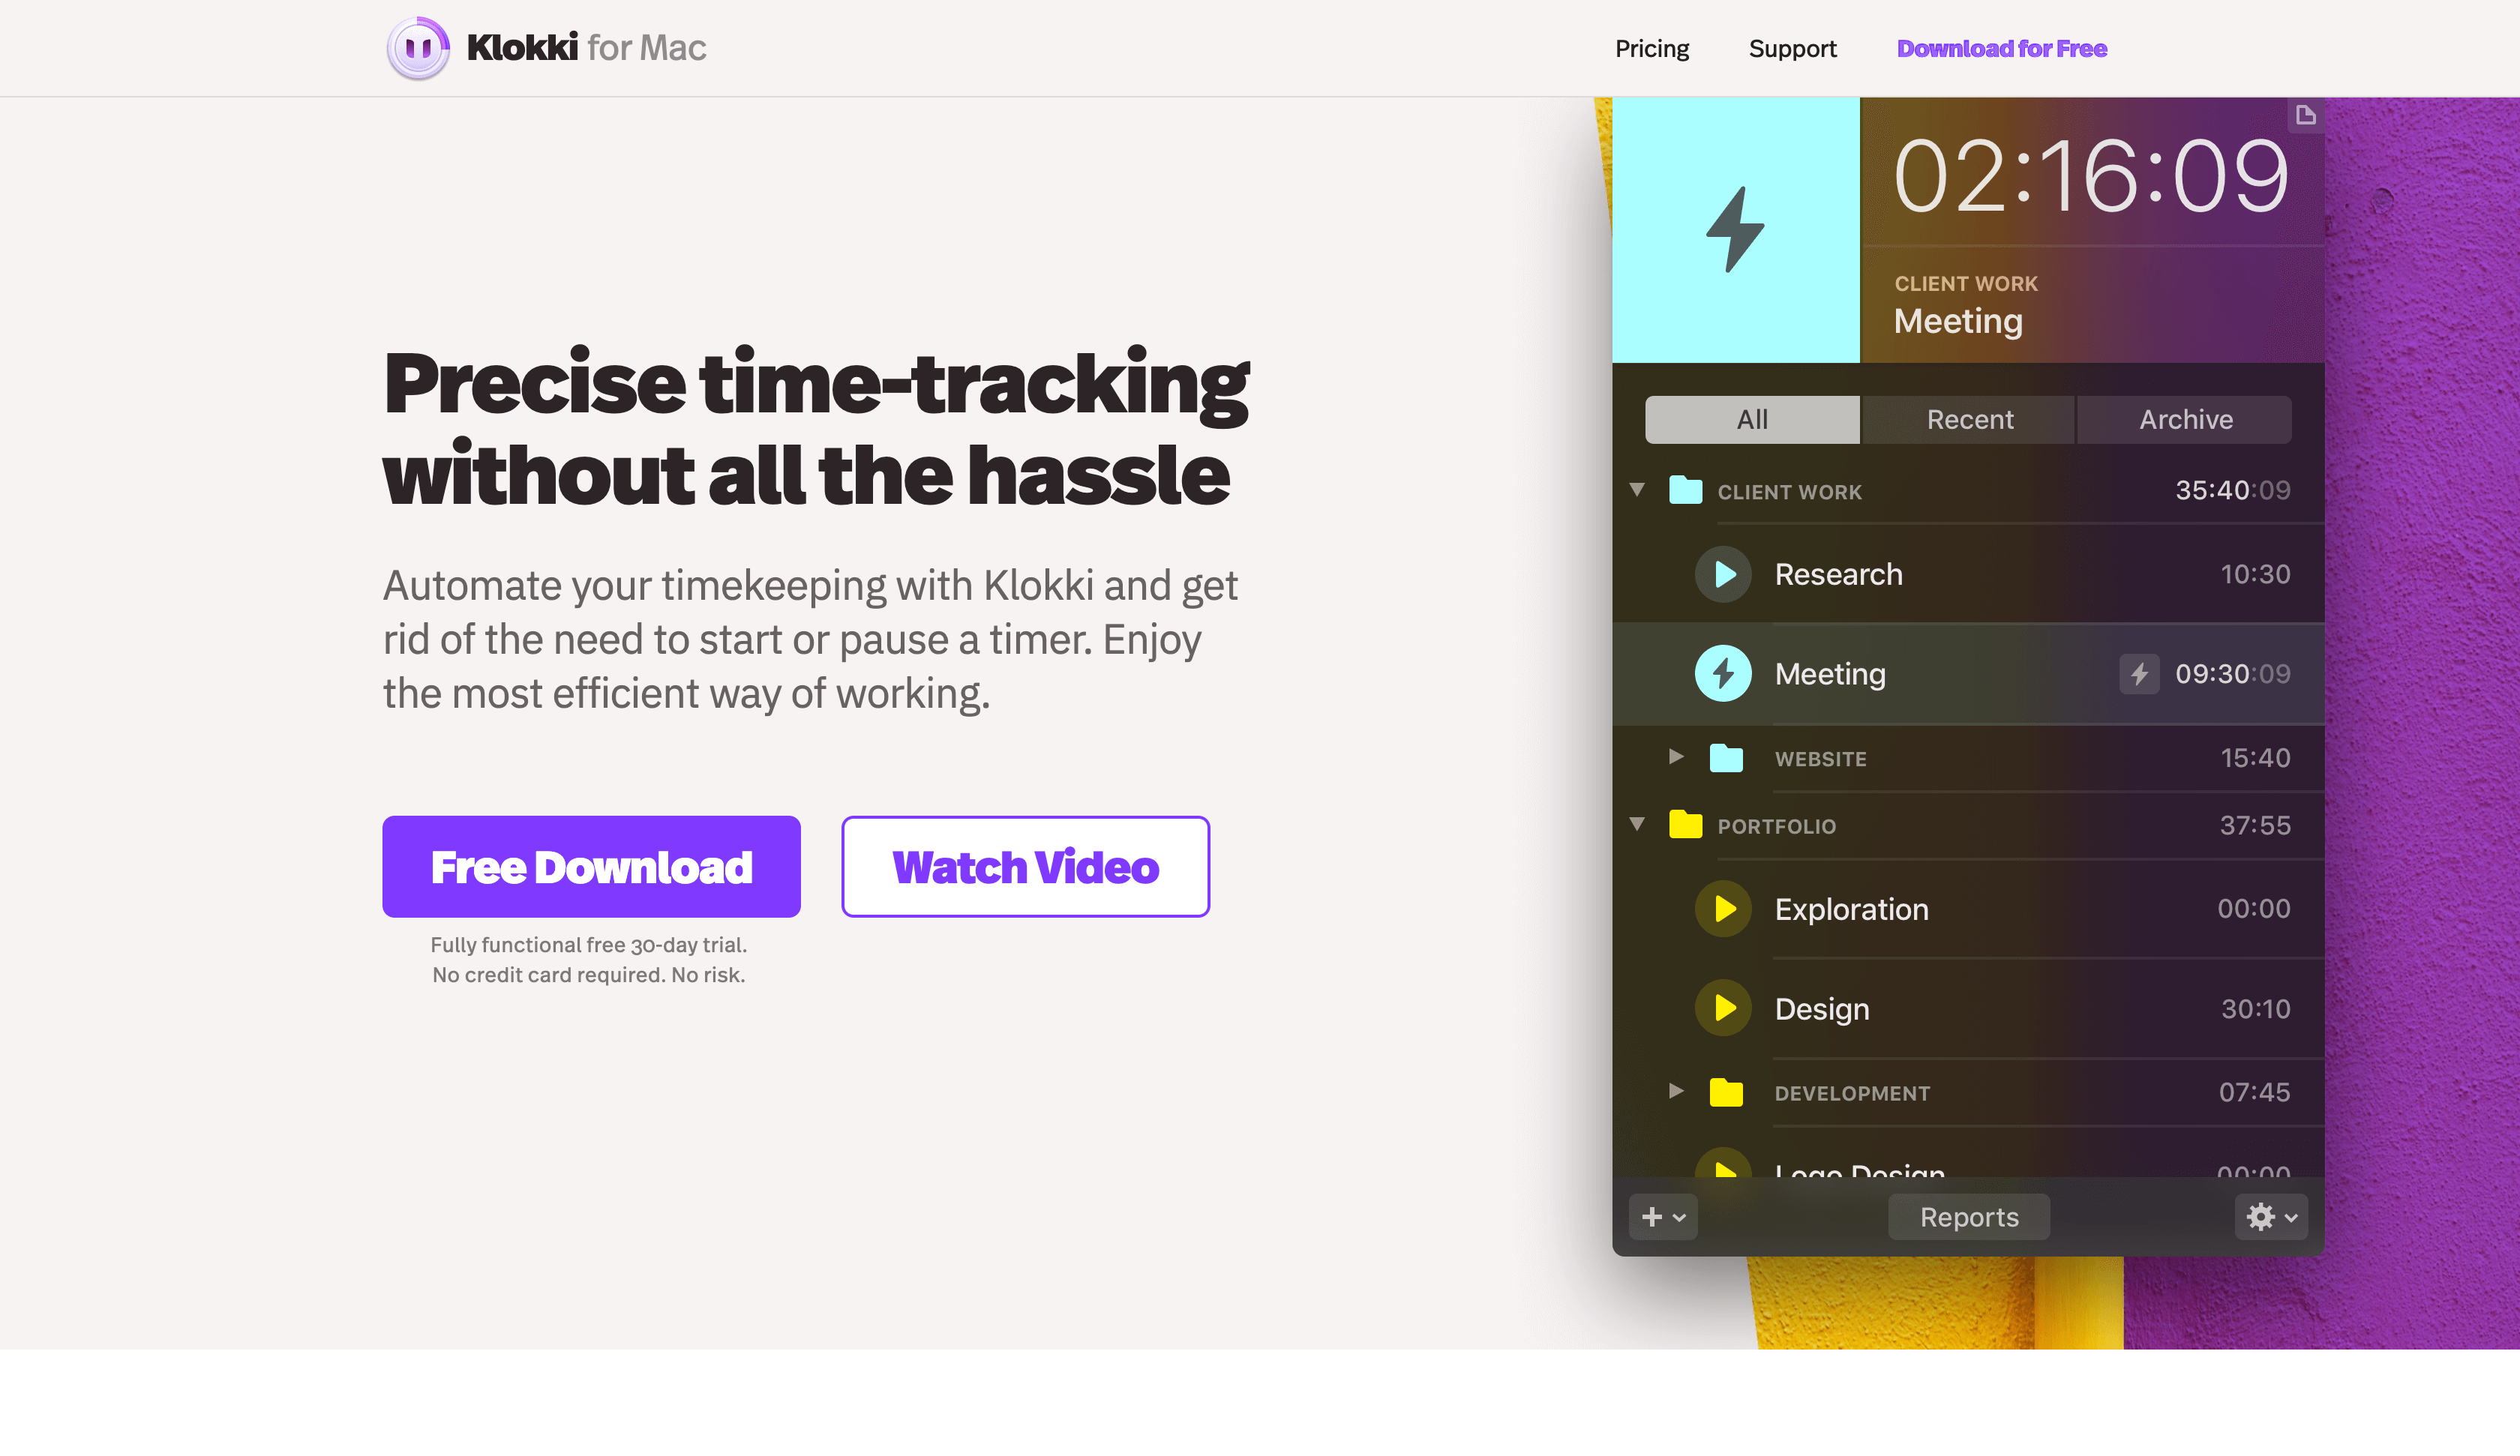 Klokki for Mac
Pricing
Support
Download for Free
Precise time-tracking
without all the hassle
Automate your timekeeping with Klokki and get
rid of the need to start or pause a timer. Enjoy
the most efficient way of working.
Free Download
Watch Video
Fully functional free 30-day trial.
No credit card required. No risk.
02:16:09
CLIENT WORK
Meeting
All
Recent
Archive
CLIENT WORK 35:40:09
Research 10:30
Meeting 09:30:09
WEBSITE 15:40
PORTFOLIO 37:55
Exploration 00:00
Design 30:10
DEVELOPMENT 07:45
Logo Design 00:00
Reports